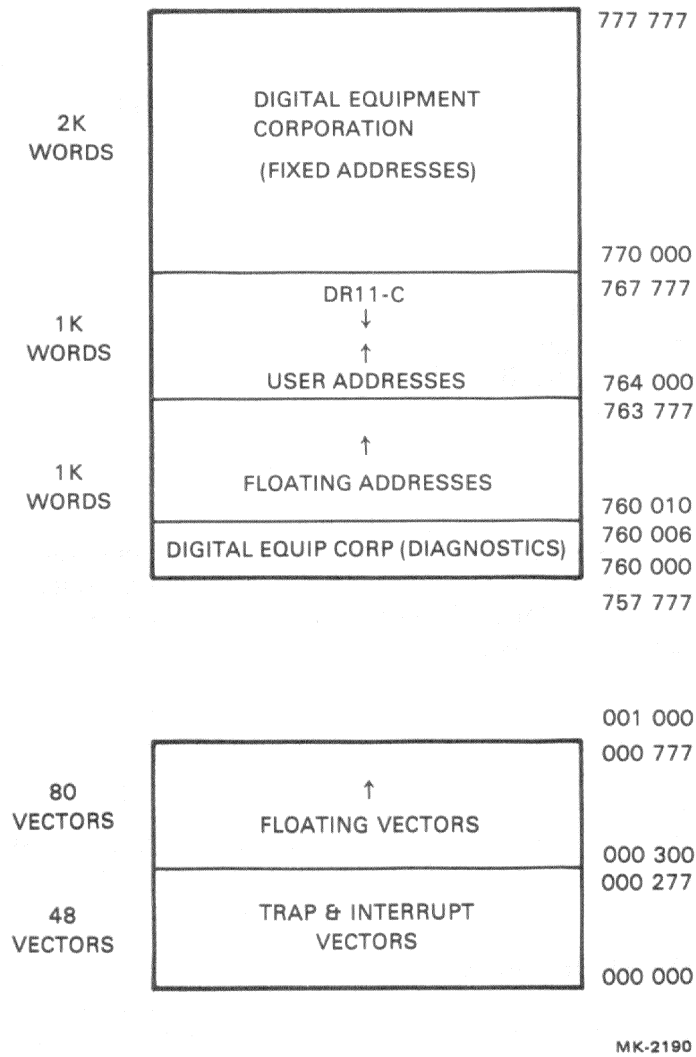 777 777
DIGITAL EQUIPMENT
CORPORATION
(FIXED ADDRESSES)
2K
WORDS
770 000
767 777
DR11-C
↓
↑
USER ADDRESSES
1K
WORDS
764 000
763 777
↑
FLOATING ADDRESSES
1K
WORDS
760 010
760 006
DIGITAL EQUIP CORP (DIAGNOSTICS)
760 000
757 777
001 000
000 777
↑
FLOATING VECTORS
80
VECTORS
000 300
000 277
TRAP & INTERRUPT
VECTORS
48
VECTORS
000 000
MK-2190